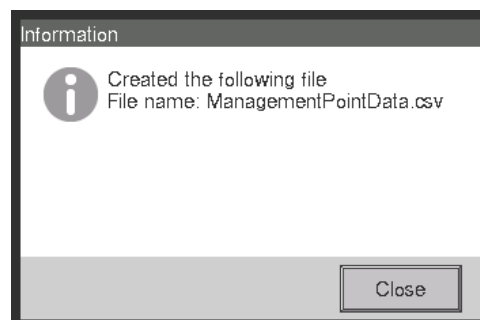 Information
Created the following file
File name: ManagementPointData.csv
Close